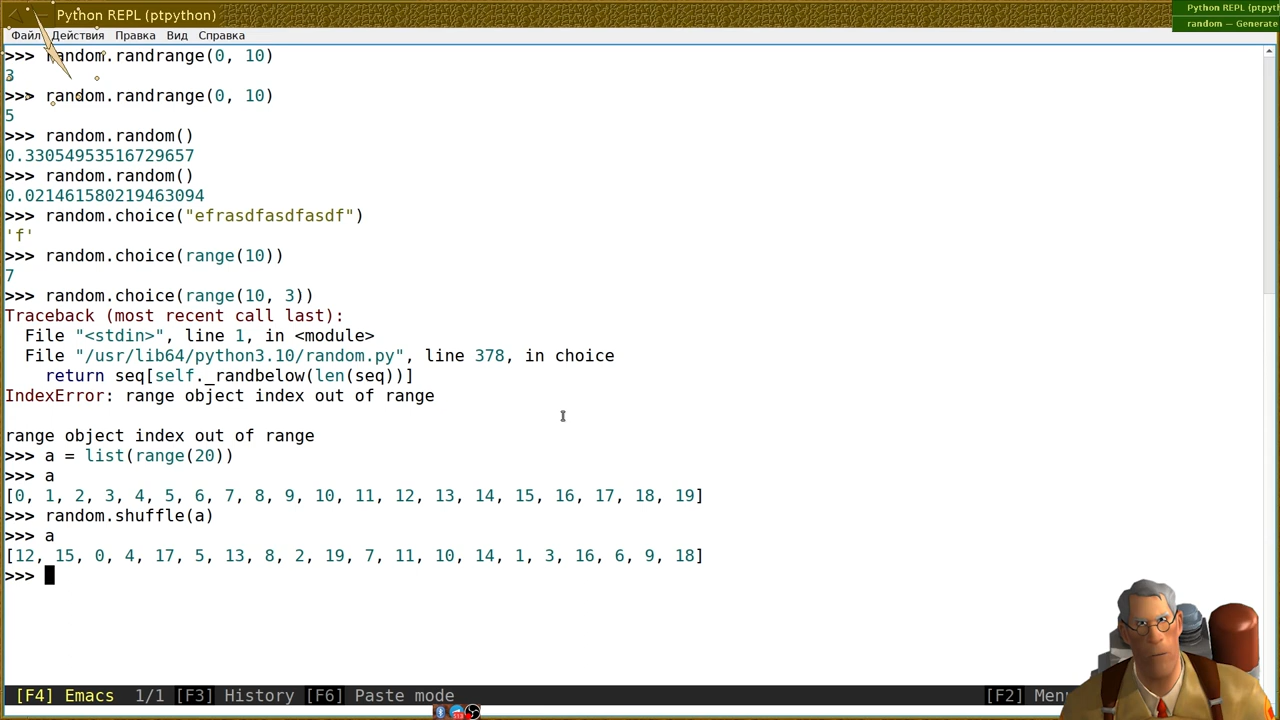 Python REPL (ptpython)
Python REPL (ptpyt
random — Generate
Файл Действия Правка Вид Справка
>>> random.randrange(0, 10)
3
>>> random.randrange(0, 10)
5
>>> random.random()
0.33054953516729657
>>> random.random()
0.021461580219463094
>>> random.choice("efrasdfasdfasdf")
'f'
>>> random.choice(range(10))
7
>>> random.choice(range(10, 3))
Traceback (most recent call last):
  File "<stdin>", line 1, in <module>
  File "/usr/lib64/python3.10/random.py", line 378, in choice
    return seq[self._randbelow(len(seq))]
IndexError: range object index out of range
range object index out of range
>>> a = list(range(20))
>>> a
[0, 1, 2, 3, 4, 5, 6, 7, 8, 9, 10, 11, 12, 13, 14, 15, 16, 17, 18, 19]
>>> random.shuffle(a)
>>> a
[12, 15, 0, 4, 17, 5, 13, 8, 2, 19, 7, 11, 10, 14, 1, 3, 16, 6, 9, 18]
>>>
[F4] Emacs 1/1 [F3] History [F6] Paste mode [F2] Men